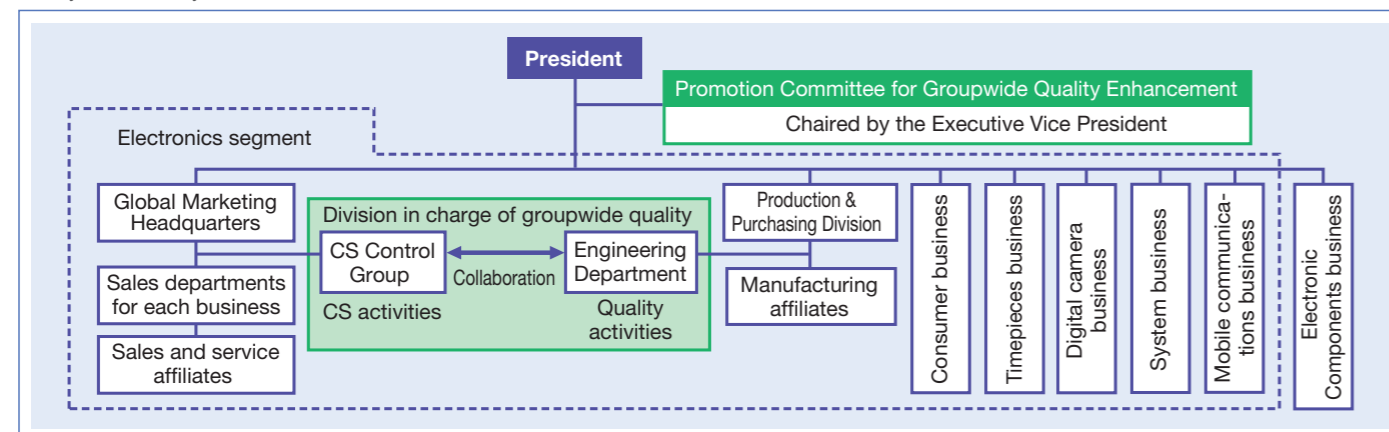 President
Promotion Committee for Groupwide Quality Enhancement
Chaired by the Executive Vice President
Electronics segment
Global Marketing
Headquarters
Sales departments
for each business
Sales and service
affiliates
Division in charge of groupwide quality
CS Control
Group
Collaboration
Engineering
Department
CS activities
Quality
activities
Production &
Purchasing Division
Manufacturing
affiliates
Consumer business
Timepieces business
Digital camera
business
System business
Mobile communica-
tions business
Electronic
Components business